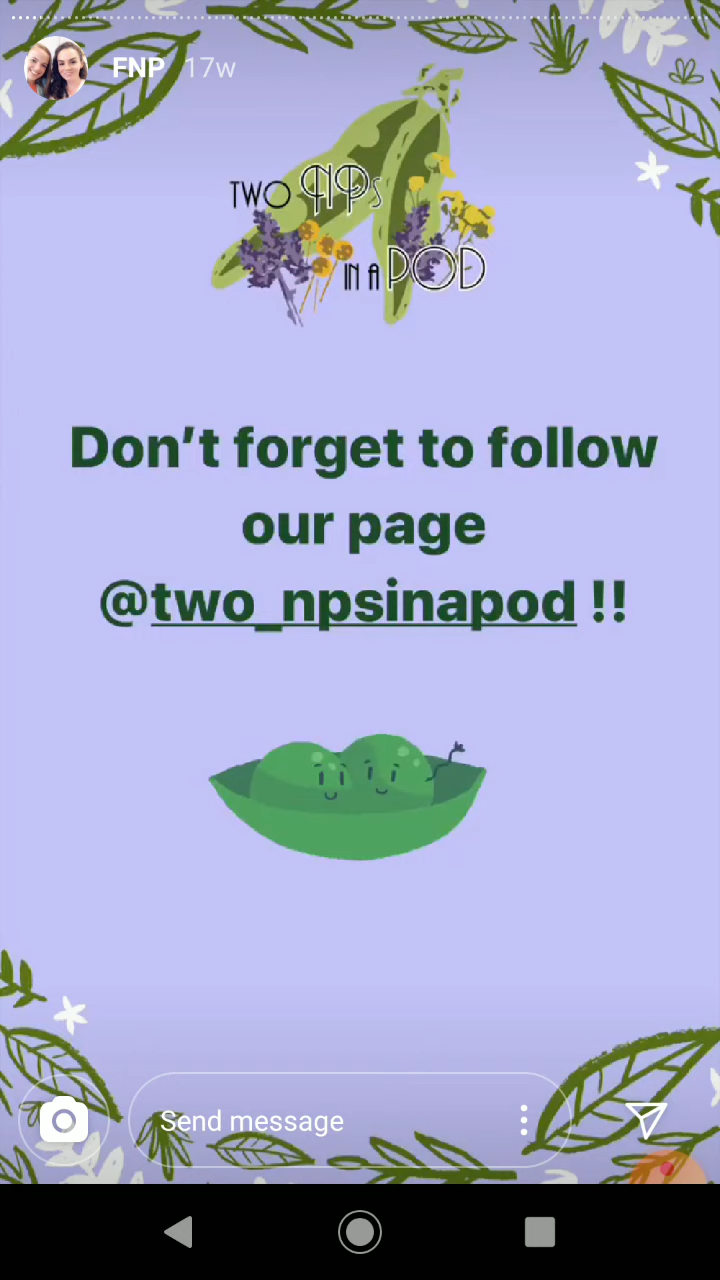 FNP 17w
TWO NPs
IN A POD
Don't forget to follow
our page
@two_npsinapod !!
Send message